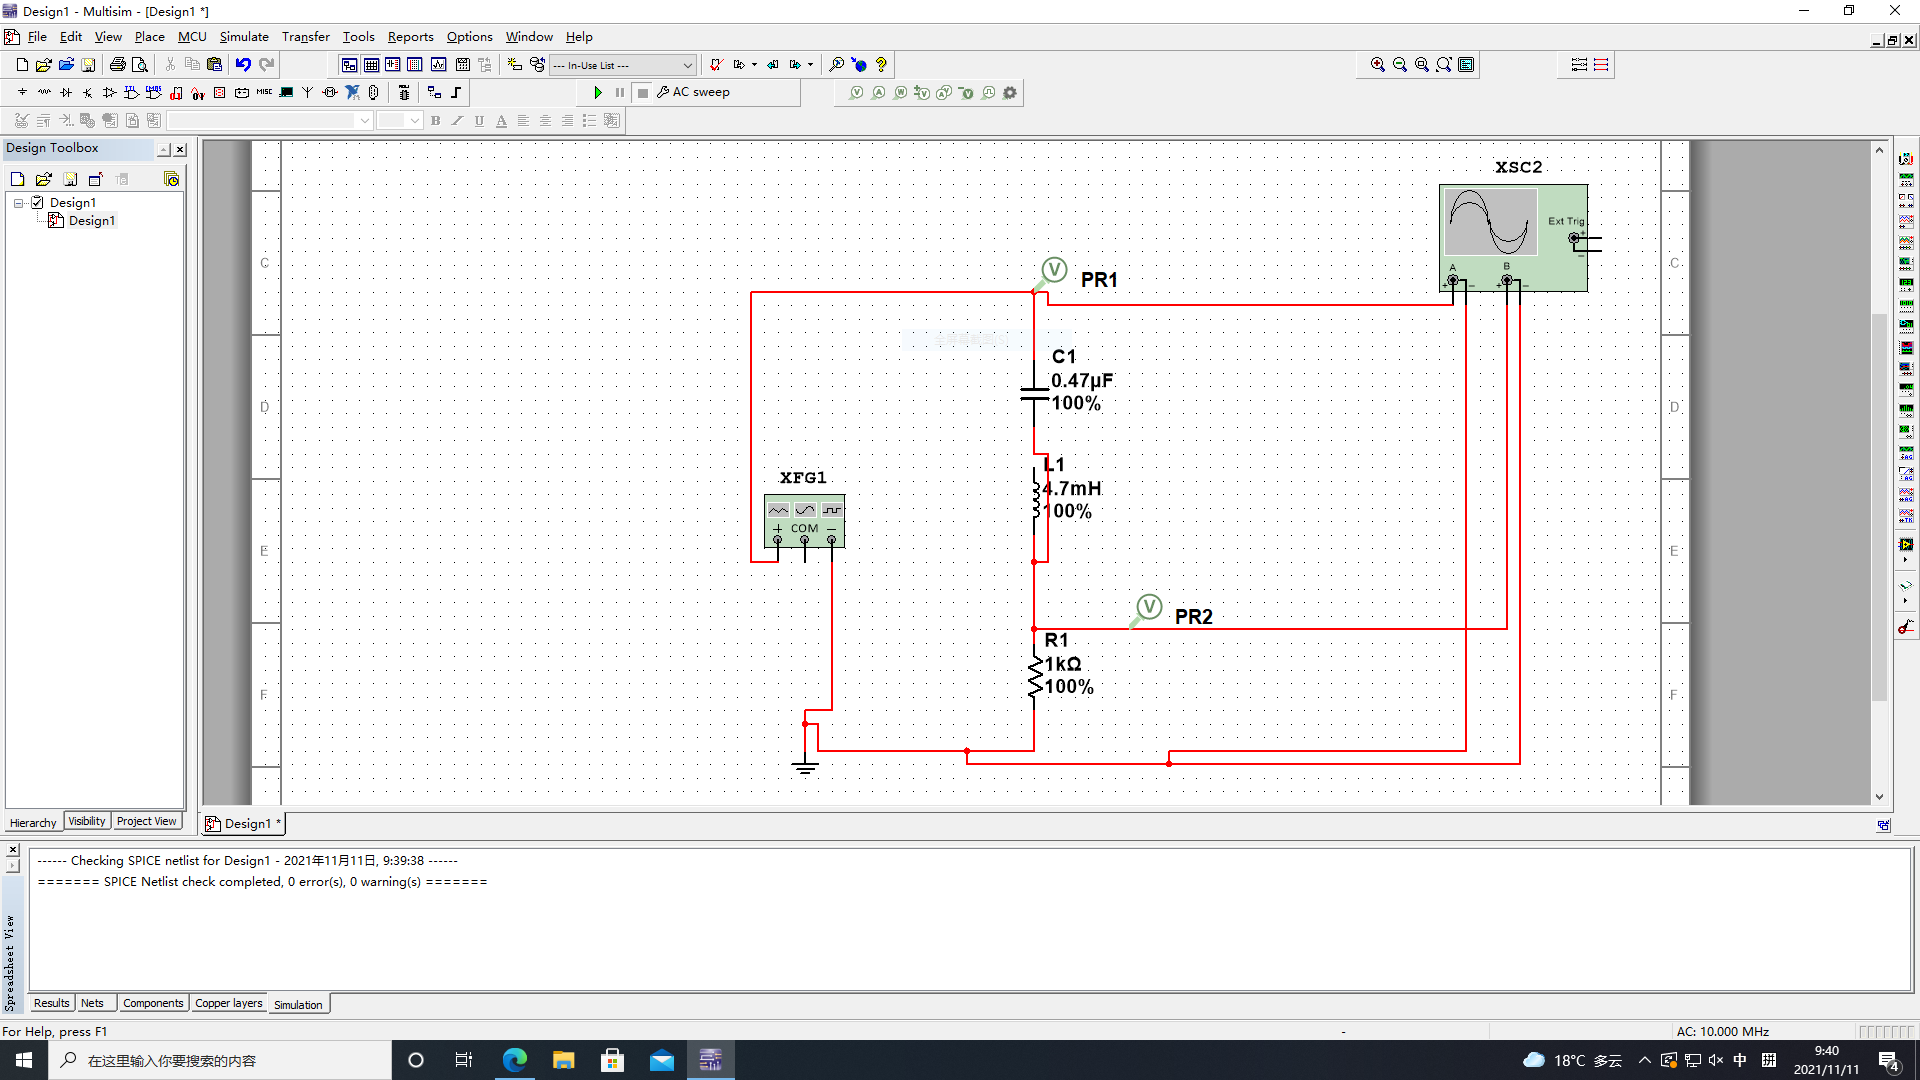 Design1 - Multisim - [Design1 *]
File Edit View Place MCU Simulate Transfer Tools Reports Options Window Help
--- In-Use List ---
MISC
AC sweep
Design Toolbox
Design1
Design1
XSC2
Ext Trig
A B
C
C
PR1
V
C1
0.47µF
100%
D
D
L1
4.7mH
100%
XFG1
COM
E
E
V
PR2
R1
1kΩ
100%
F
F
Hierarchy Visibility Project View
Design1 *
------ Checking SPICE netlist for Design1 - 2021年11月11日, 9:39:38 ------
======= SPICE Netlist check completed, 0 error(s), 0 warning(s) =======
Spreadsheet View
Results Nets Components Copper layers Simulation
For Help, press F1
- AC: 10.000 MHz
在这里输入你要搜索的内容
18°C 多云
中
拼
9:40
2021/11/11
4